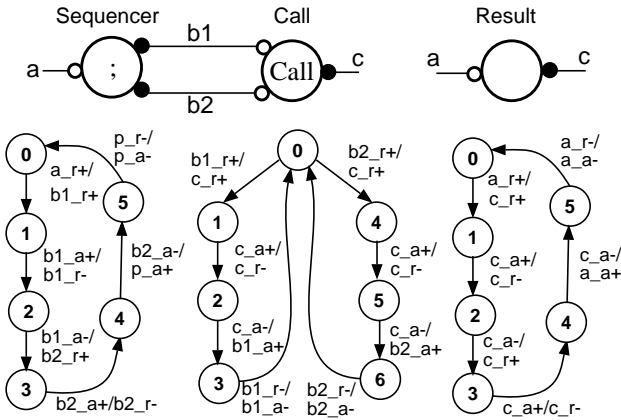 Sequencer Call Result
b1
a ; Call c a c
b2
0 p_r-/
p_a-
a_r+/
b1_r+
5
1
b1_a+/
b1_r-
b2_a-/
p_a+
2
4
b1_a-/
b2_r+
3
b2_a+/b2_r-
0
b1_r+/
c_r+
b2_r+/
c_r+
1
4
c_a+/
c_r-
c_a+/
c_r-
2
5
c_a-/
b1_a+
c_a-/
b2_a+
3
6
b1_r-/
b1_a-
b2_r-/
b2_a-
0
a_r-/
a_a-
a_r+/
c_r+
5
1
c_a+/
c_r-
c_a-/
a_a+
2
4
c_a-/
c_r+
3
c_a+/c_r-